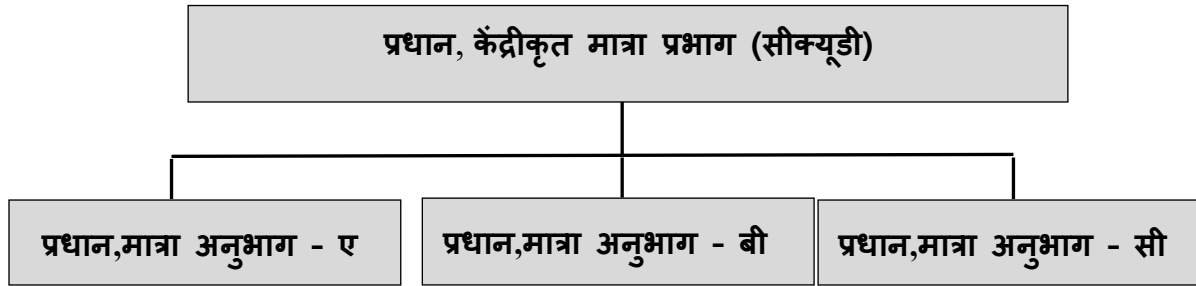 प्रधान, केंद्रीकृत मात्रा प्रभाग (सीक्यूडी)
प्रधान,मात्रा अनुभाग - ए
प्रधान,मात्रा अनुभाग - बी
प्रधान,मात्रा अनुभाग - सी